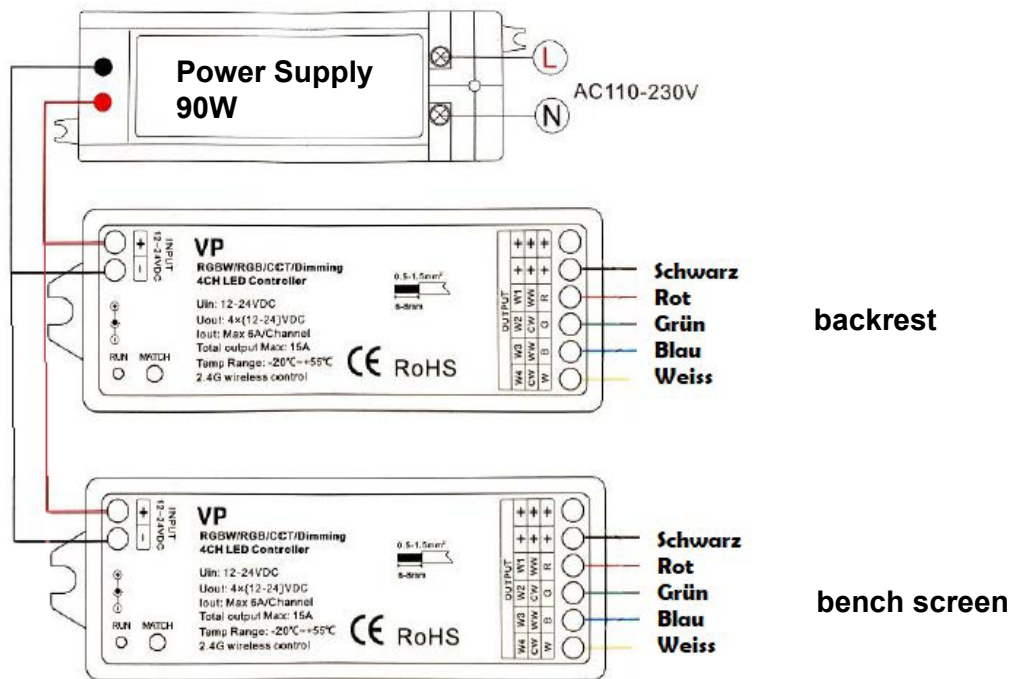 Power Supply
90W
L
N
AC110-230V
+
−
INPUT
12~24VDC
VP
RGBW/RGB/CCT/Dimming
4CH LED Controller
Uin: 12-24VDC
Uout: 4×(12-24)VDC
Iout: Max 6A/Channel
Total output Max: 15A
Temp Range: -20℃~+55℃
2.4G wireless control
RUN MATCH
0.5-1.5mm²
6-8mm
CE RoHS
OUTPUT
+ + +
+ + +
W1 WW R
W2 CW G
W3 WW B
W4 CW W
Schwarz
Rot
Grün
Blau
Weiss
backrest
+
−
INPUT
12~24VDC
VP
RGBW/RGB/CCT/Dimming
4CH LED Controller
Uin: 12-24VDC
Uout: 4×(12-24)VDC
Iout: Max 6A/Channel
Total output Max: 15A
Temp Range: -20℃~+55℃
2.4G wireless control
RUN MATCH
0.5-1.5mm²
6-8mm
CE RoHS
OUTPUT
+ + +
+ + +
W1 WW R
W2 CW G
W3 WW B
W4 CW W
Schwarz
Rot
Grün
Blau
Weiss
bench screen